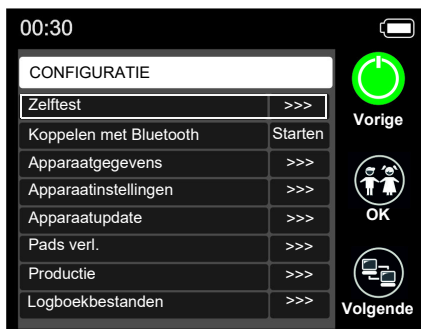 00:30
CONFIGURATIE
Zelftest >>>
Koppelen met Bluetooth Starten
Apparaatgegevens >>>
Apparaatinstellingen >>>
Apparaatupdate >>>
Pads verl. >>>
Productie >>>
Logboekbestanden >>>
Vorige
OK
Volgende